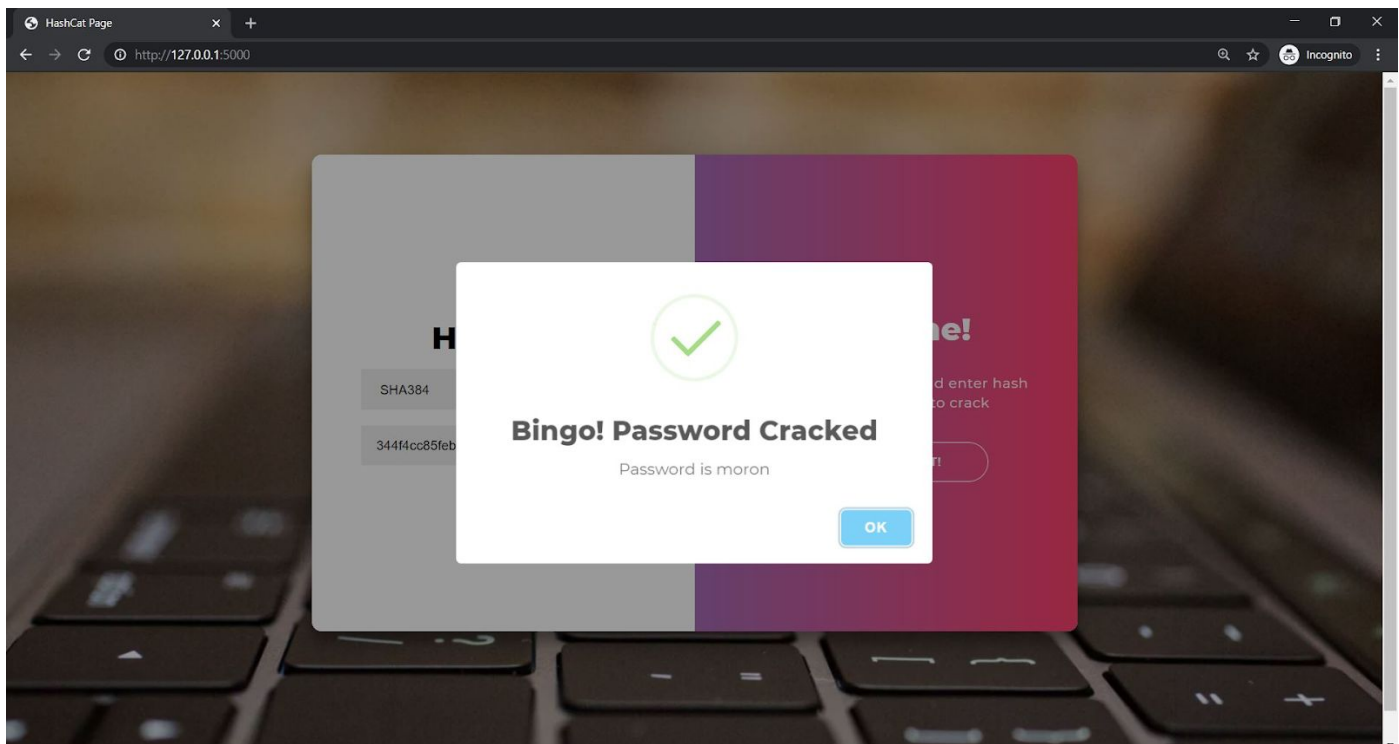 HashCat Page
http://127.0.0.1:5000
Incognito
H
ne!
SHA384
d enter hash
to crack
344f4cc85feb
T!
Bingo! Password Cracked
Password is moron
OK